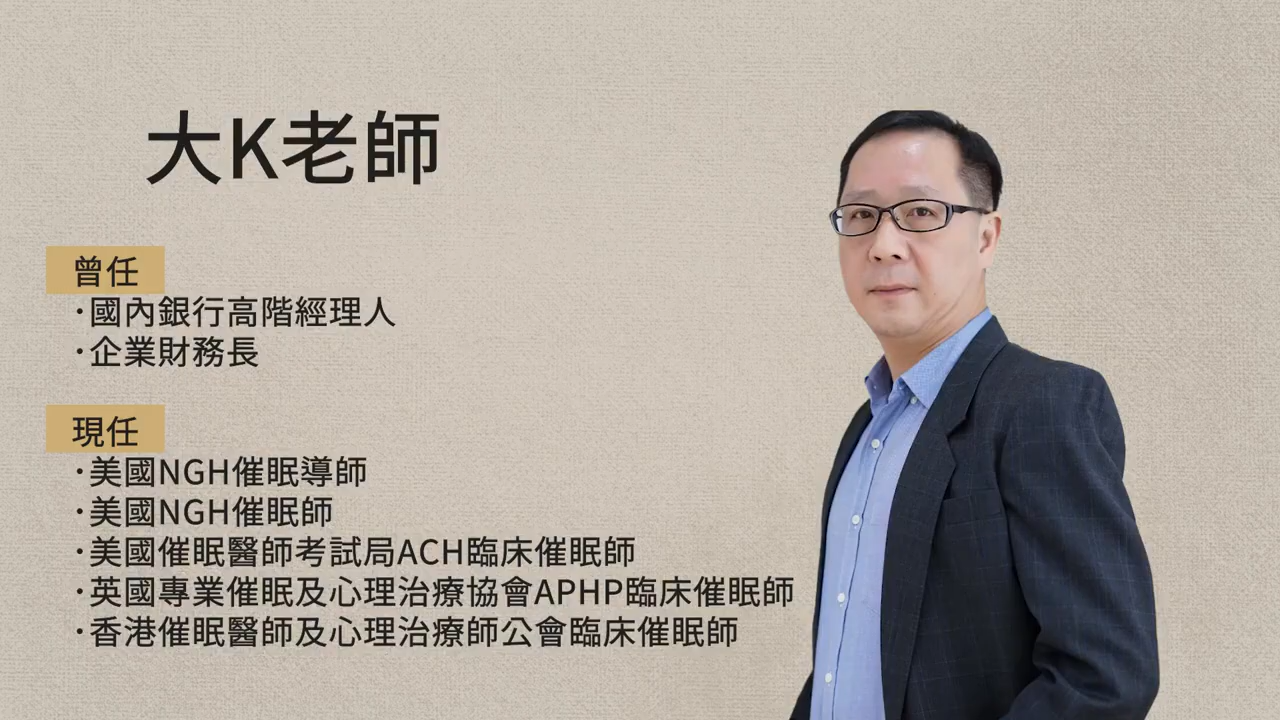 大K老師
曾任
·國內銀行高階經理人
·企業財務長
現任
·美國NGH催眠導師
·美國NGH催眠師
·美國催眠醫師考試局ACH臨床催眠師
·英國專業催眠及心理治療協會APHP臨床催眠師
·香港催眠醫師及心理治療師公會臨床催眠師